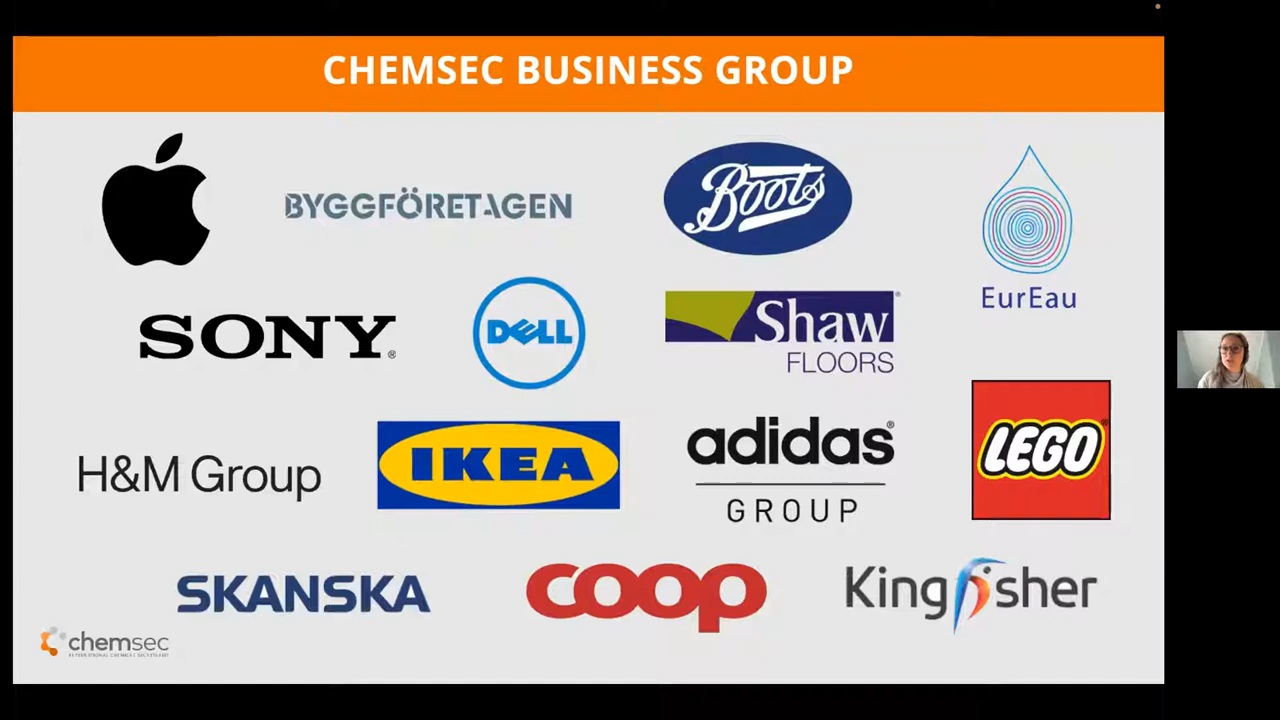 CHEMSEC BUSINESS GROUP
BYGGFÖRETAGEN
Boots
EurEau
SONY®
DELL
Shaw®
FLOORS
H&M Group
IKEA
adidas®
GROUP
LEGO®
SKANSKA
coop
Kingfisher
chemsec